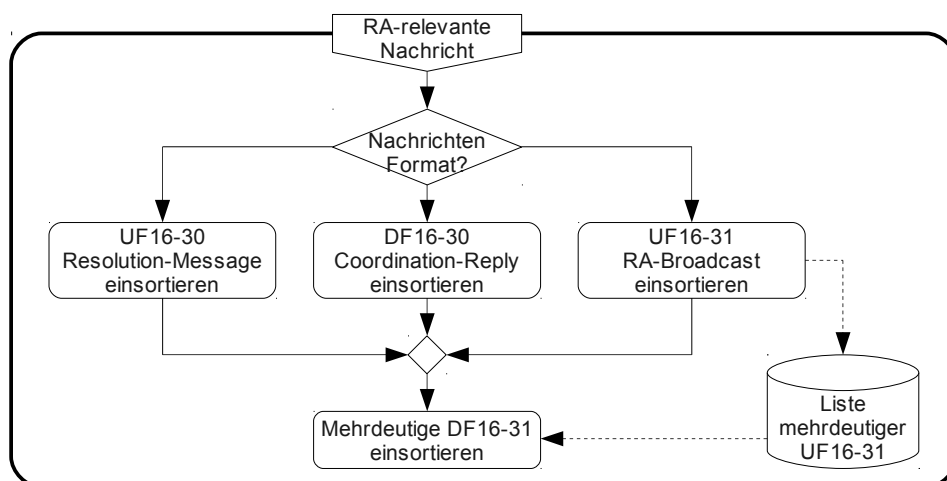 RA-relevante
Nachricht
Nachrichten
Format?
UF16-30
Resolution-Message
einsortieren
DF16-30
Coordination-Reply
einsortieren
UF16-31
RA-Broadcast
einsortieren
Mehrdeutige DF16-31
einsortieren
Liste
mehrdeutiger
UF16-31